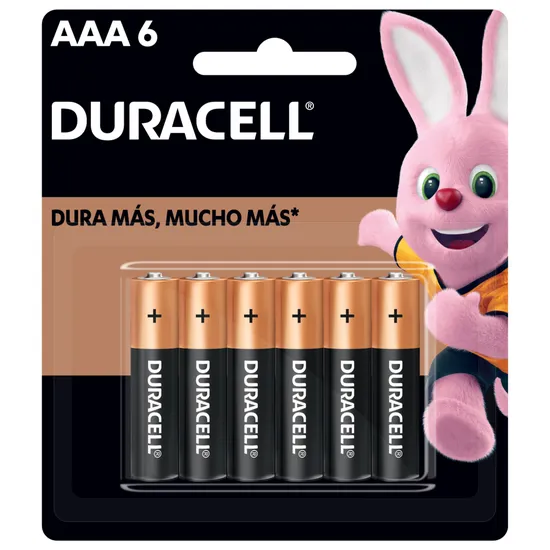 AAA 6
DURACELL®
DURA MÁS, MUCHO MÁS*
+ + + + + +
DURACELL® DURACELL® DURACELL® DURACELL® DURACELL® DURACELL®